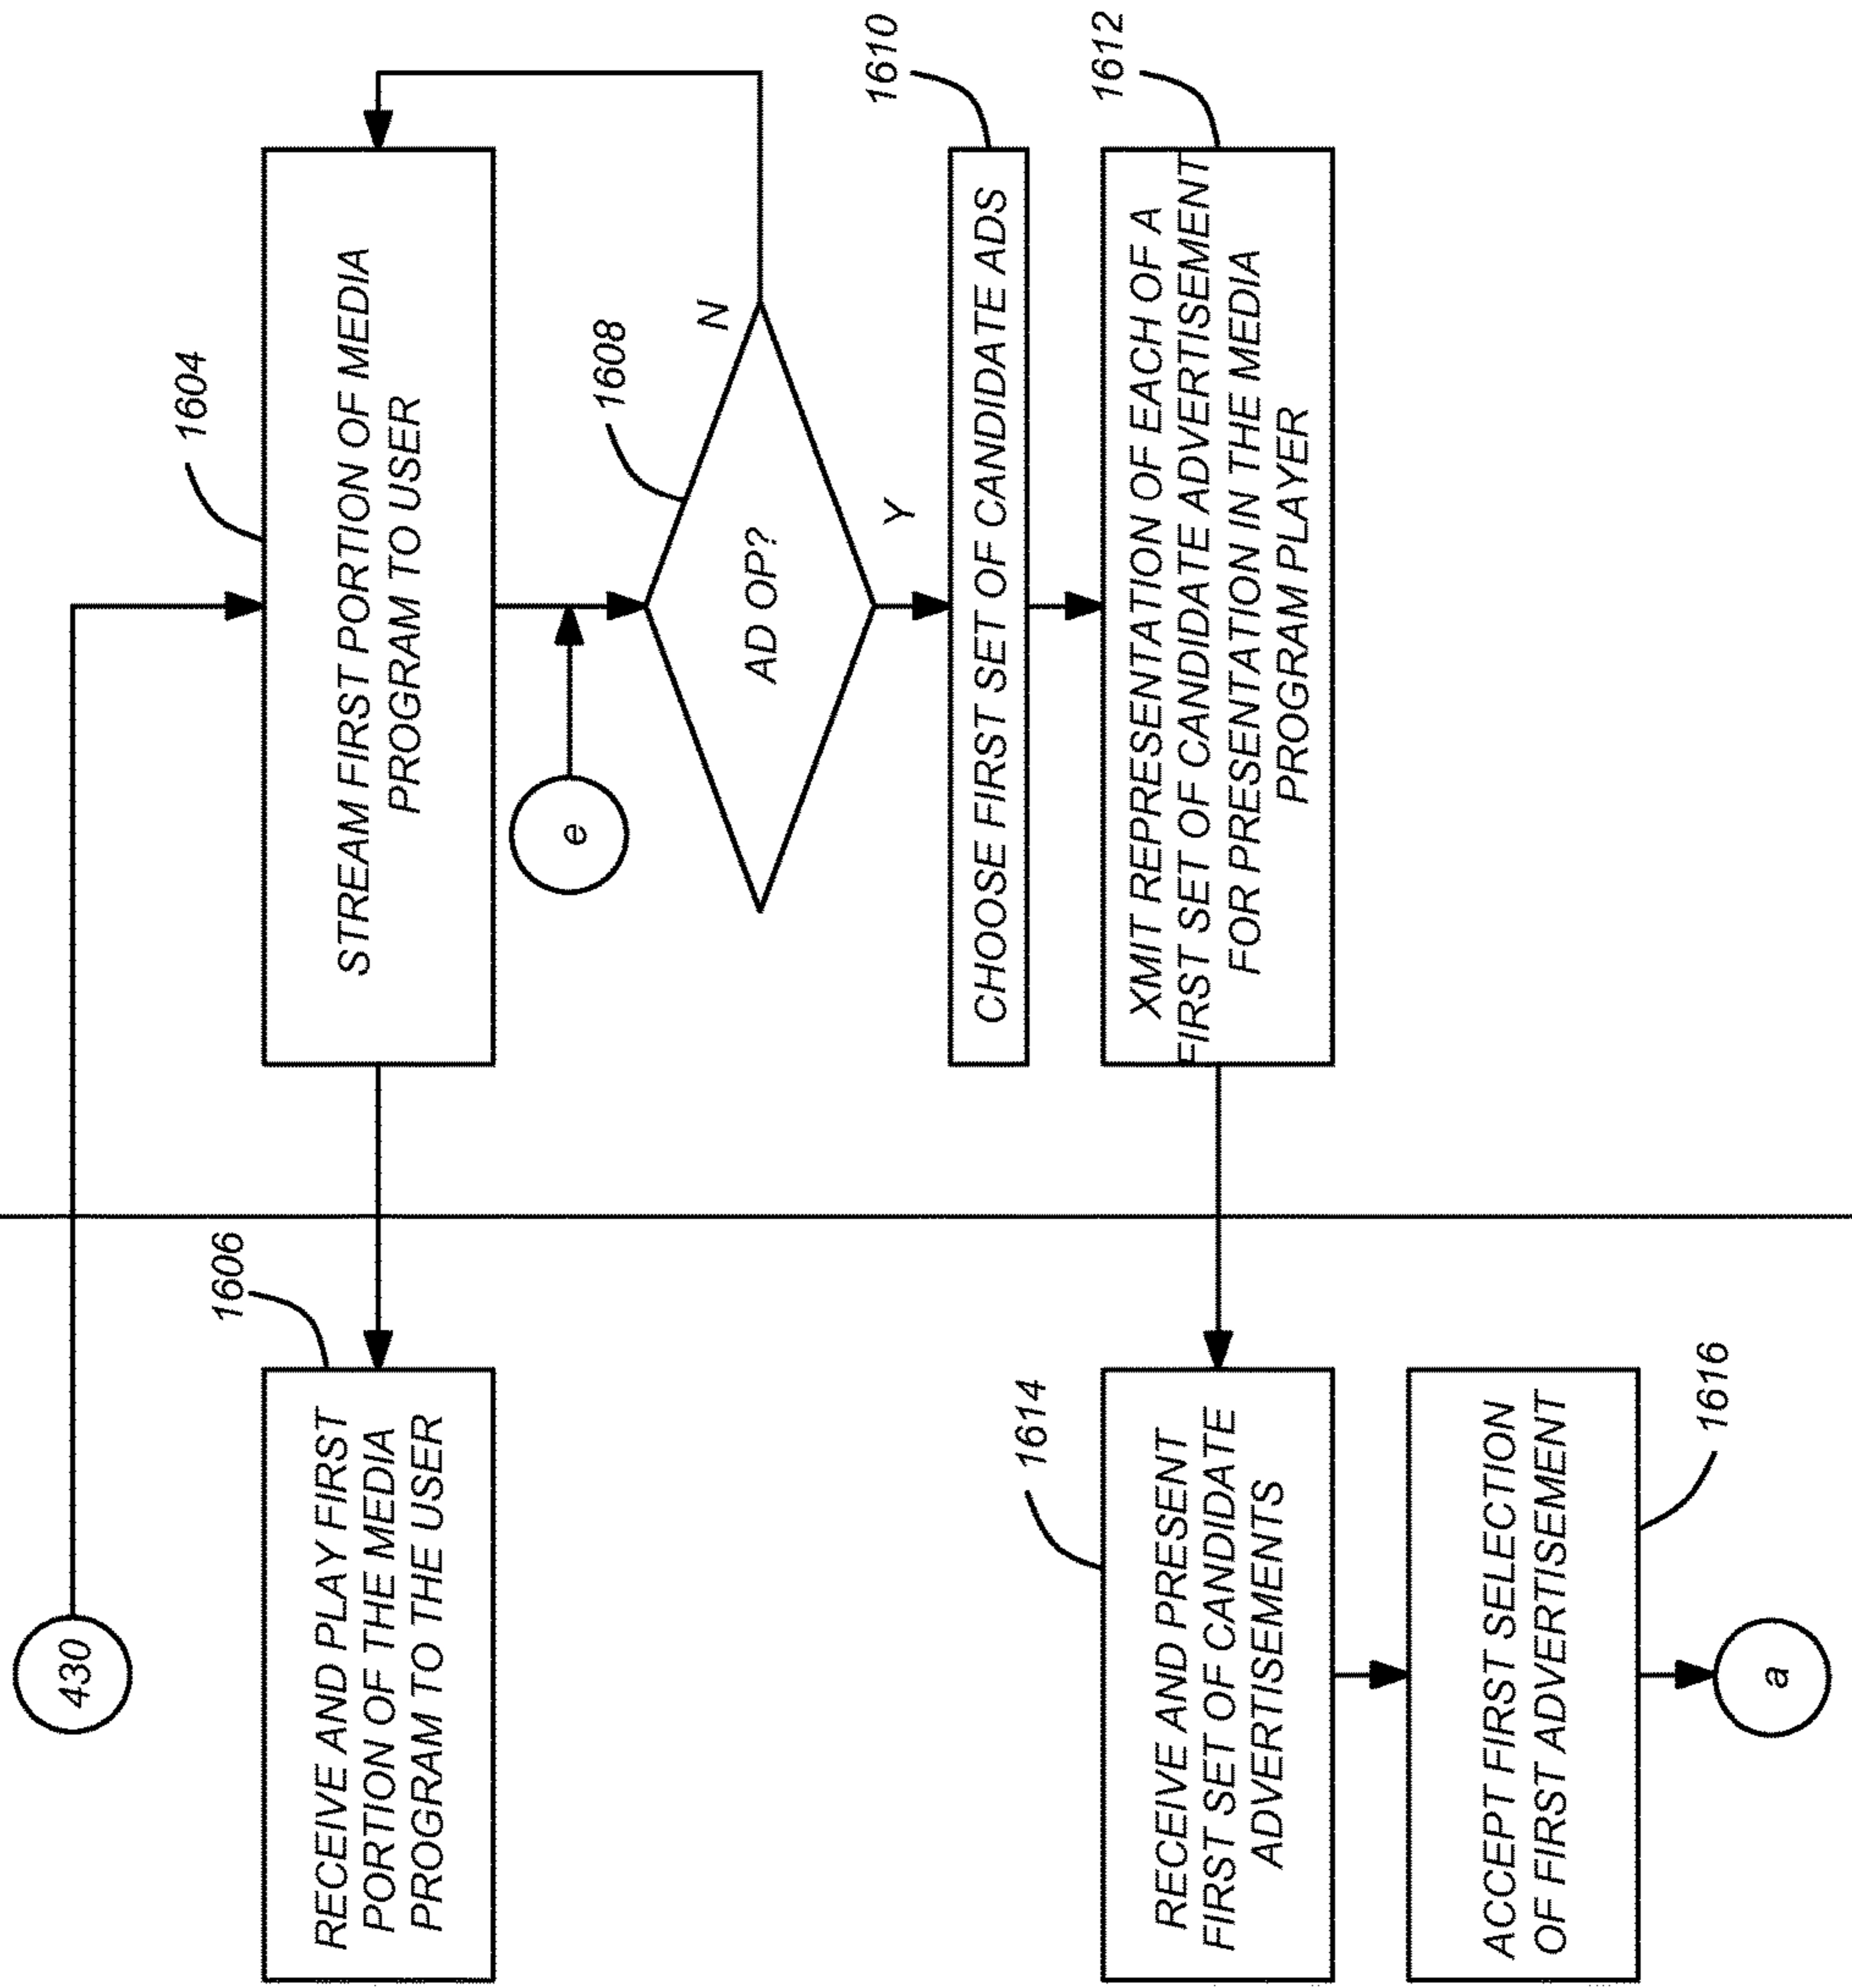 430
1604
STREAM FIRST PORTION OF MEDIA
PROGRAM TO USER
1606
RECEIVE AND PLAY FIRST
PORTION OF THE MEDIA
PROGRAM TO THE USER
e
1608
AD OP?
N
Y
1610
CHOOSE FIRST SET OF CANDIDATE ADS
1612
XMIT REPRESENTATION OF EACH OF A
FIRST SET OF CANDIDATE ADVERTISEMENT
FOR PRESENTATION IN THE MEDIA
PROGRAM PLAYER
1614
RECEIVE AND PRESENT
FIRST SET OF CANDIDATE
ADVERTISEMENTS
ACCEPT FIRST SELECTION
OF FIRST ADVERTISEMENT
1616
a